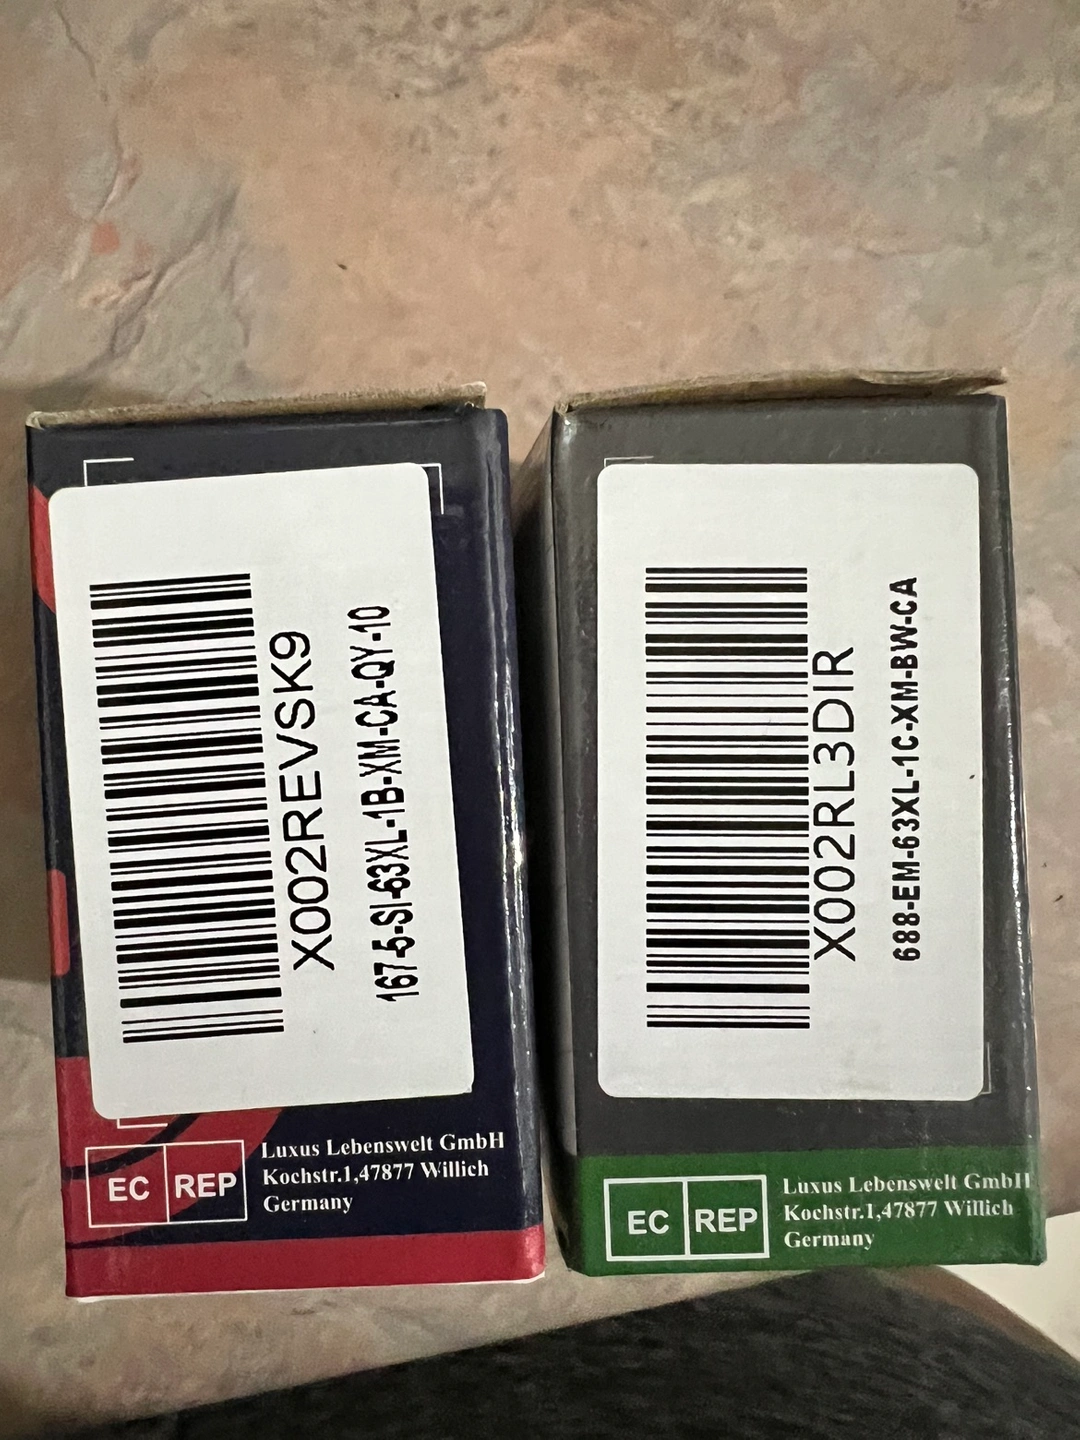 X002REVSK9
167-5-SI-63XL-1B-XM-CA-QY-10
EC REP
Luxus Lebenswelt GmbH
Kochstr.1,47877 Willich
Germany
X002RL3DIR
688-EM-63XL-1C-XM-BW-CA
EC REP
Luxus Lebenswelt GmbH
Kochstr.1,47877 Willich
Germany